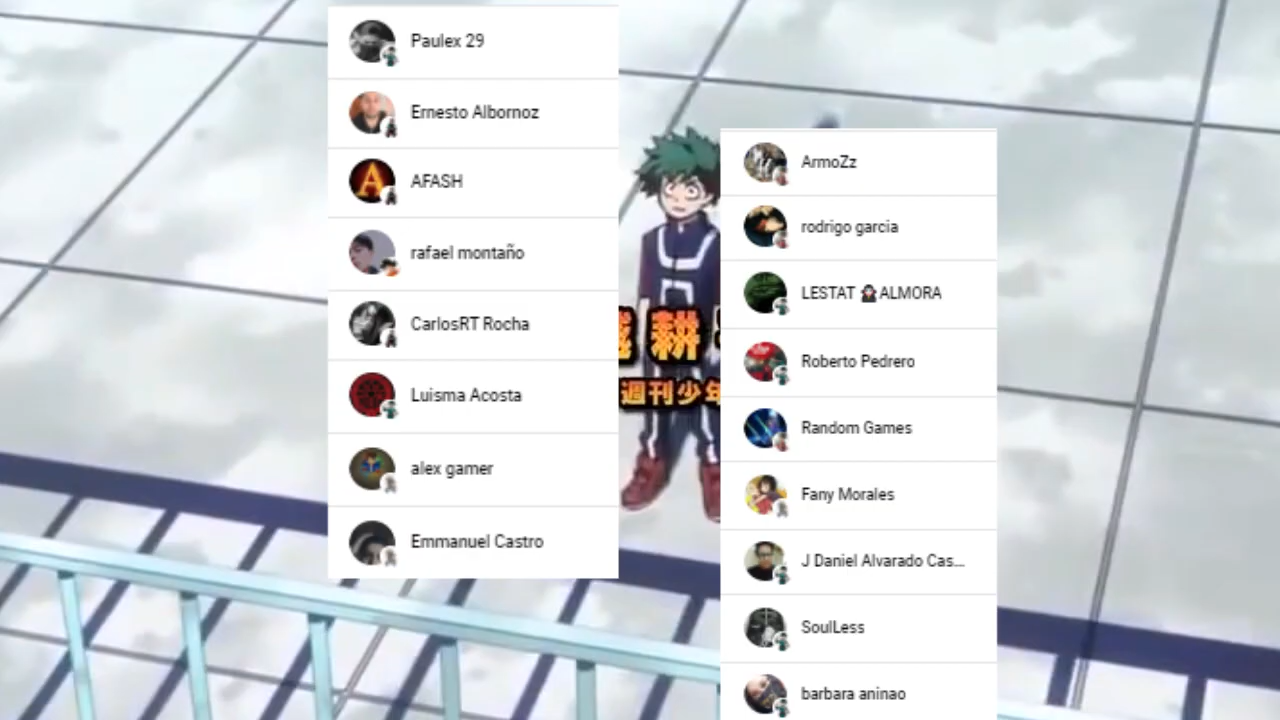 Paulex 29
Ernesto Albornoz
AFASH
rafael montaño
CarlosRT Rocha
Luisma Acosta
alex gamer
Emmanuel Castro
耕
週刊少年
ArmoZz
rodrigo garcia
LESTAT 🧛🏻ALMORA
Roberto Pedrero
Random Games
Fany Morales
J Daniel Alvarado Cas...
SoulLess
barbara aninao